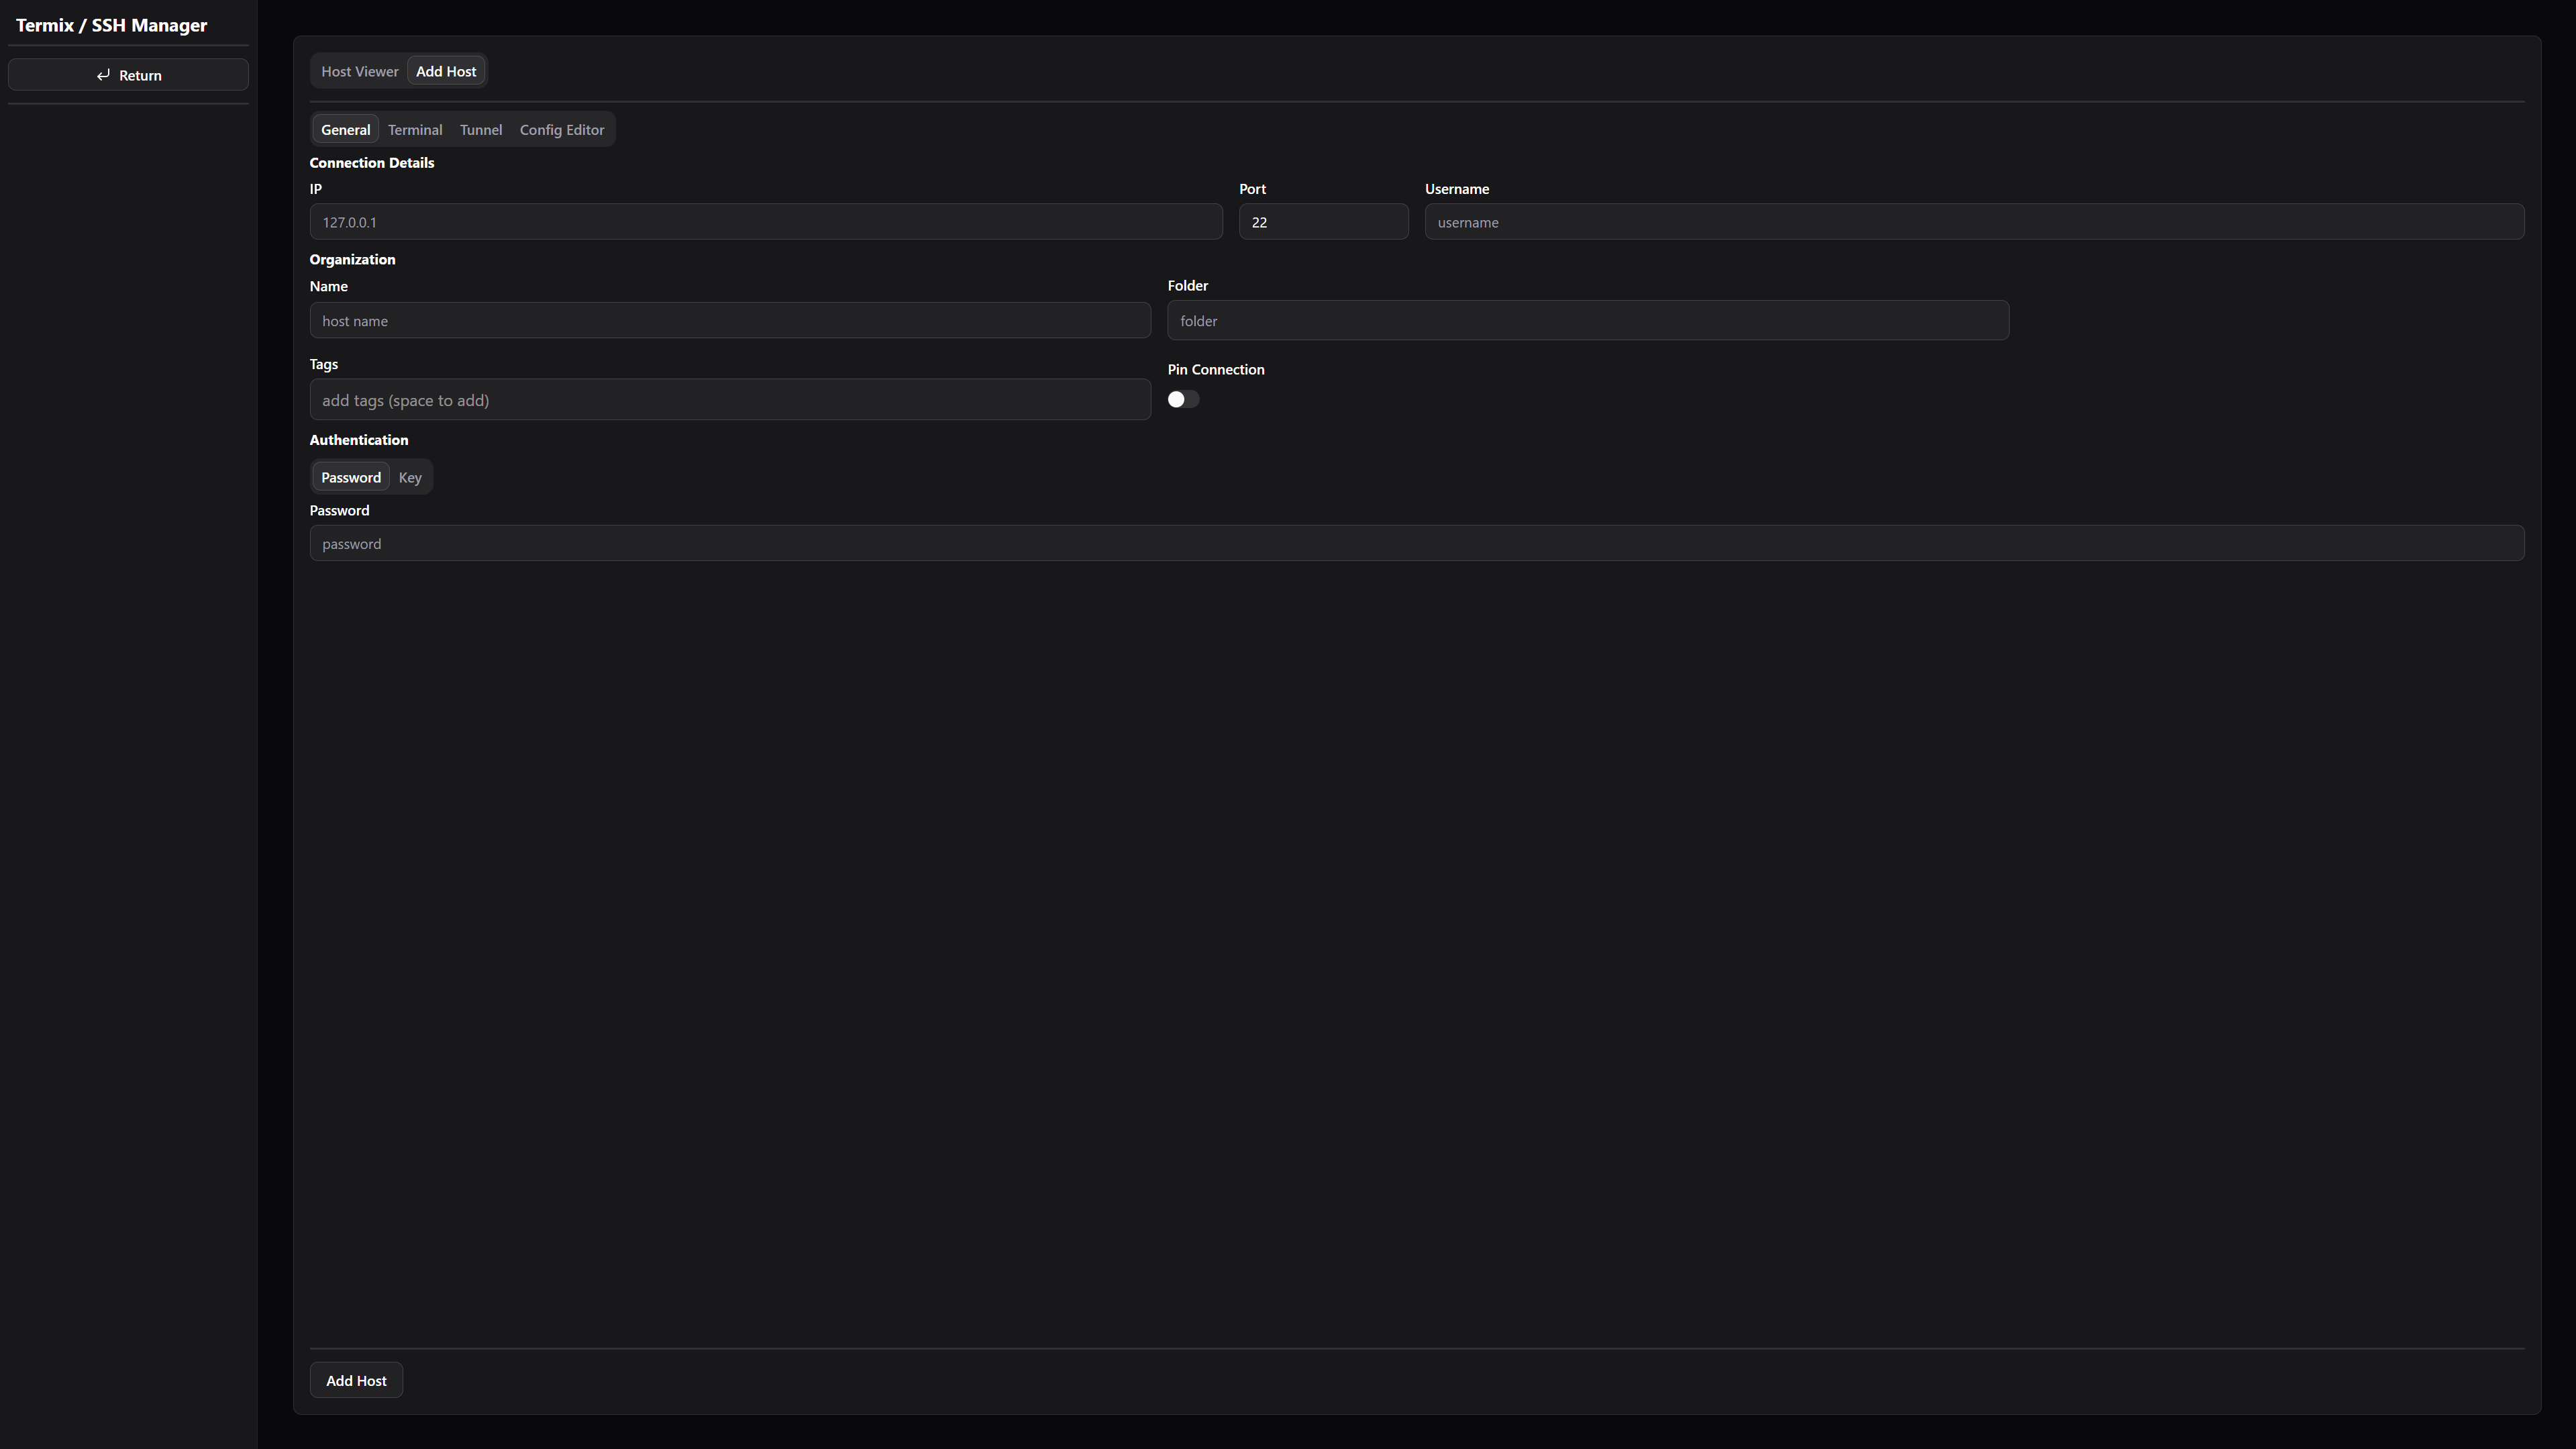 Termix / SSH Manager
Return
Host Viewer Add Host
General Terminal Tunnel Config Editor
Connection Details
IP Port Username
127.0.0.1 22 username
Organization
Name Folder
host name folder
Tags Pin Connection
add tags (space to add)
Authentication
Password Key
Password
password
Add Host